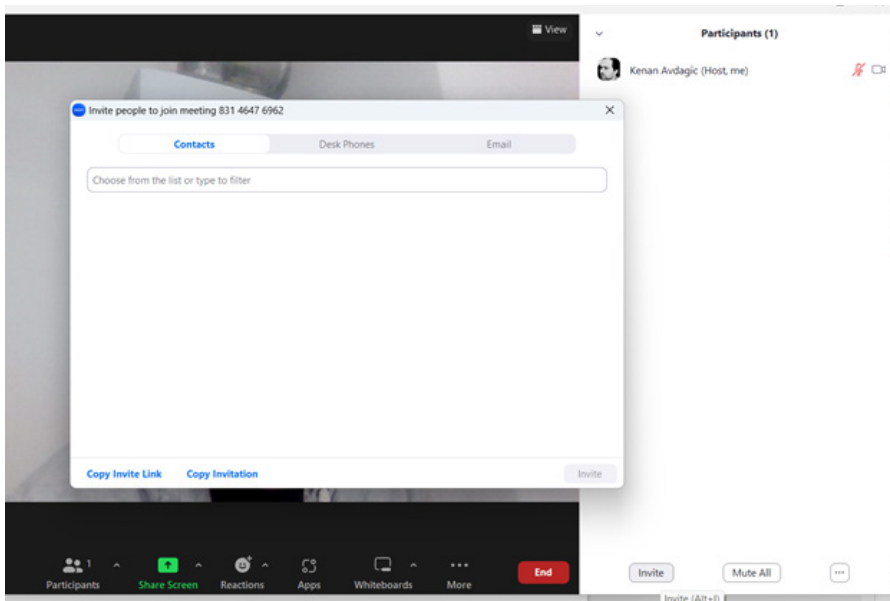 View
Participants (1)
Kenan Avdagic (Host, me)
Invite people to join meeting 831 4647 6962
Contacts
Desk Phones
Email
Choose from the list or type to filter
Copy Invite Link
Copy Invitation
Invite
1
Participants
Share Screen
Reactions
Apps
Whiteboards
More
End
Invite
Mute All
Invite (Alt+I)